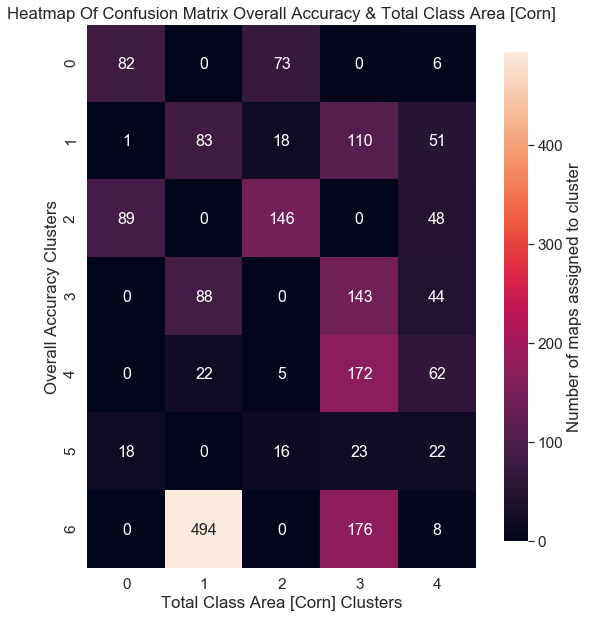 Heatmap Of Confusion Matrix Overall Accuracy & Total Class Area [Corn]
0 82 0 73 0 6
1 1 83 18 110 51
2 89 0 146 0 48
3 0 88 0 143 44
4 0 22 5 172 62
5 18 0 16 23 22
6 0 494 0 176 8
0 1 2 3 4
Overall Accuracy Clusters
Total Class Area [Corn] Clusters
400
300
200
100
0
Number of maps assigned to cluster